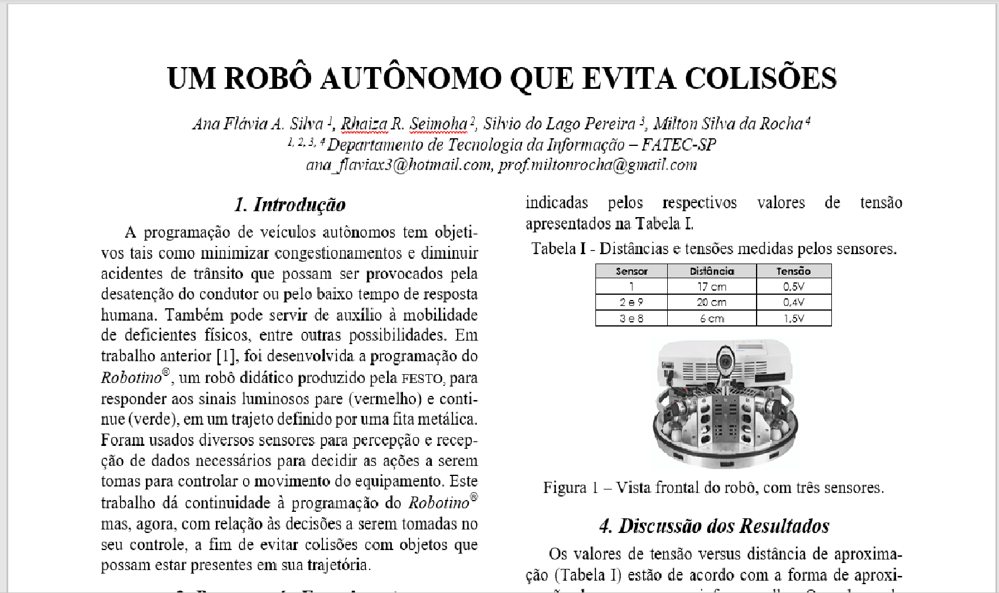 UM ROBÔ AUTÔNOMO QUE EVITA COLISÕES
Ana Flávia A. Silva 1, Rhaiza R. Seimoha 2, Silvio do Lago Pereira 3, Milton Silva da Rocha 4
1, 2, 3, 4 Departamento de Tecnologia da Informação – FATEC-SP
ana_flaviax3@hotmail.com, prof.miltonrocha@gmail.com
1. Introdução
A programação de veículos autônomos tem objeti-
vos tais como minimizar congestionamentos e diminuir
acidentes de trânsito que possam ser provocados pela
desatenção do condutor ou pelo baixo tempo de resposta
humana. Também pode servir de auxílio à mobilidade
de deficientes físicos, entre outras possibilidades. Em
trabalho anterior [1], foi desenvolvida a programação do
Robotino®, um robô didático produzido pela FESTO, para
responder aos sinais luminosos pare (vermelho) e conti-
nue (verde), em um trajeto definido por uma fita metálica.
Foram usados diversos sensores para percepção e recep-
ção de dados necessários para decidir as ações a serem
tomas para controlar o movimento do equipamento. Este
trabalho dá continuidade à programação do Robotino®
mas, agora, com relação às decisões a serem tomadas no
seu controle, a fim de evitar colisões com objetos que
possam estar presentes em sua trajetória.
indicadas pelos respectivos valores de tensão
apresentados na Tabela I.
Tabela I - Distâncias e tensões medidas pelos sensores.
Sensor Distância Tensão
1 17 cm 0,5V
2 e 9 20 cm 0,4V
3 e 8 6 cm 1,5V
Figura 1 – Vista frontal do robô, com três sensores.
4. Discussão dos Resultados
Os valores de tensão versus distância de aproxima-
ção (Tabela I) estão de acordo com a forma de aproxi-